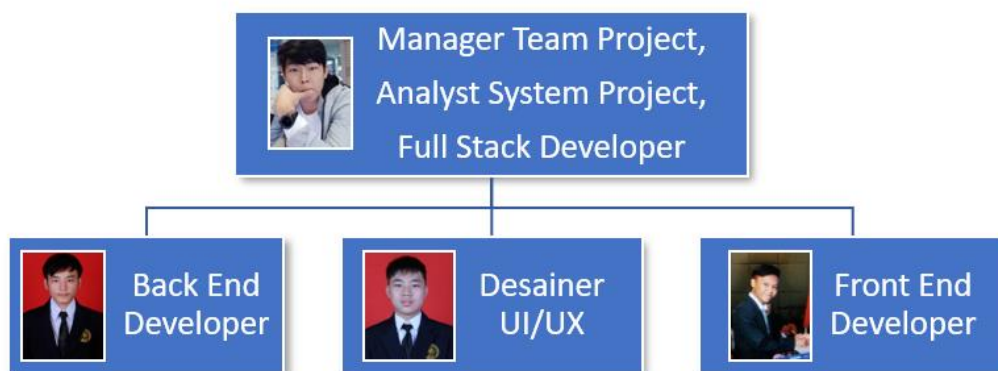 Manager Team Project,
Analyst System Project,
Full Stack Developer
Back End
Developer
Desainer
UI/UX
Front End
Developer